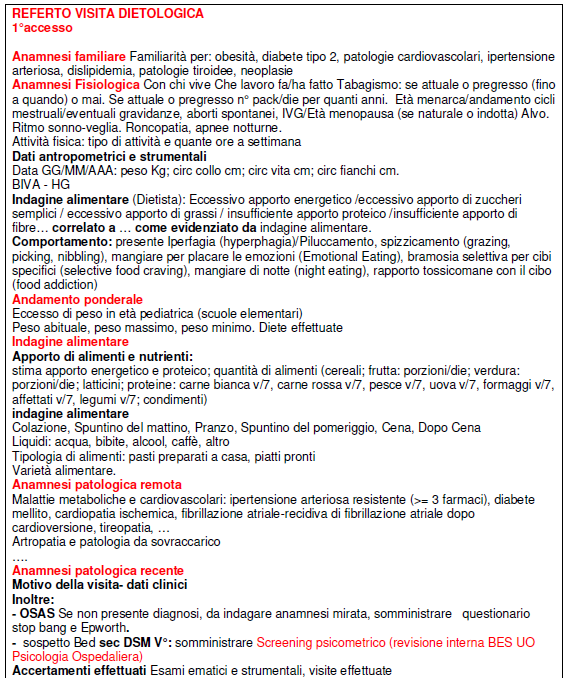 REFERTO VISITA DIETOLOGICA
1°accesso
Anamnesi familiare Familiarità per: obesità, diabete tipo 2, patologie cardiovascolari, ipertensione
arteriosa, dislipidemia, patologie tiroidee, neoplasie
Anamnesi Fisiologica Con chi vive Che lavoro fa/ha fatto Tabagismo: se attuale o pregresso (fino
a quando) o mai. Se attuale o pregresso n° pack/die per quanti anni. Età menarca/andamento cicli
mestruali/eventuali gravidanze, aborti spontanei, IVG/Età menopausa (se naturale o indotta) Alvo.
Ritmo sonno-veglia. Roncopatia, apnee notturne.
Attività fisica: tipo di attività e quante ore a settimana
Dati antropometrici e strumentali
Data GG/MM/AAA: peso Kg; circ collo cm; circ vita cm; circ fianchi cm.
BIVA - HG
Indagine alimentare (Dietista): Eccessivo apporto energetico /eccessivo apporto di zuccheri
semplici / eccessivo apporto di grassi / insufficiente apporto proteico /insufficiente apporto di
fibre… correlato a … come evidenziato da indagine alimentare.
Comportamento: presente Iperfagia (hyperphagia)/Piluccamento, spizzicamento (grazing,
picking, nibbling), mangiare per placare le emozioni (Emotional Eating), bramosia selettiva per cibi
specifici (selective food craving), mangiare di notte (night eating), rapporto tossicomane con il cibo
(food addiction)
Andamento ponderale
Eccesso di peso in età pediatrica (scuole elementari)
Peso abituale, peso massimo, peso minimo. Diete effettuate
Indagine alimentare
Apporto di alimenti e nutrienti:
stima apporto energetico e proteico; quantità di alimenti (cereali; frutta: porzioni/die; verdura:
porzioni/die; latticini; proteine: carne bianca v/7, carne rossa v/7, pesce v/7, uova v/7, formaggi v/7,
affettati v/7, legumi v/7; condimenti)
indagine alimentare
Colazione, Spuntino del mattino, Pranzo, Spuntino del pomeriggio, Cena, Dopo Cena
Liquidi: acqua, bibite, alcool, caffè, altro
Tipologia di alimenti: pasti preparati a casa, piatti pronti
Varietà alimentare.
Anamnesi patologica remota
Malattie metaboliche e cardiovascolari: ipertensione arteriosa resistente (>= 3 farmaci), diabete
mellito, cardiopatia ischemica, fibrillazione atriale-recidiva di fibrillazione atriale dopo
cardioversione, tireopatia, …
Artropatia e patologia da sovraccarico
….
Anamnesi patologica recente
Motivo della visita- dati clinici
Inoltre:
- OSAS Se non presente diagnosi, da indagare anamnesi mirata, somministrare questionario
stop bang e Epworth.
- sospetto Bed sec DSM V°: somministrare Screening psicometrico (revisione interna BES UO
Psicologia Ospedaliera)
Accertamenti effettuati Esami ematici e strumentali, visite effettuate